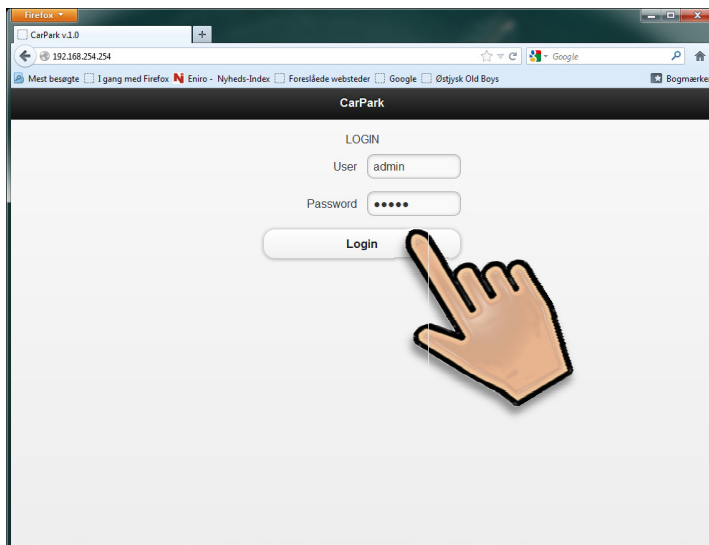 Firefox
CarPark v.1.0
192.168.254.254
Google
Mest besøgte I gang med Firefox Eniro - Nyheds-Index Foreslåede websteder Google Østjysk Old Boys Bogmærker
CarPark
LOGIN
User admin
Password •••••
Login